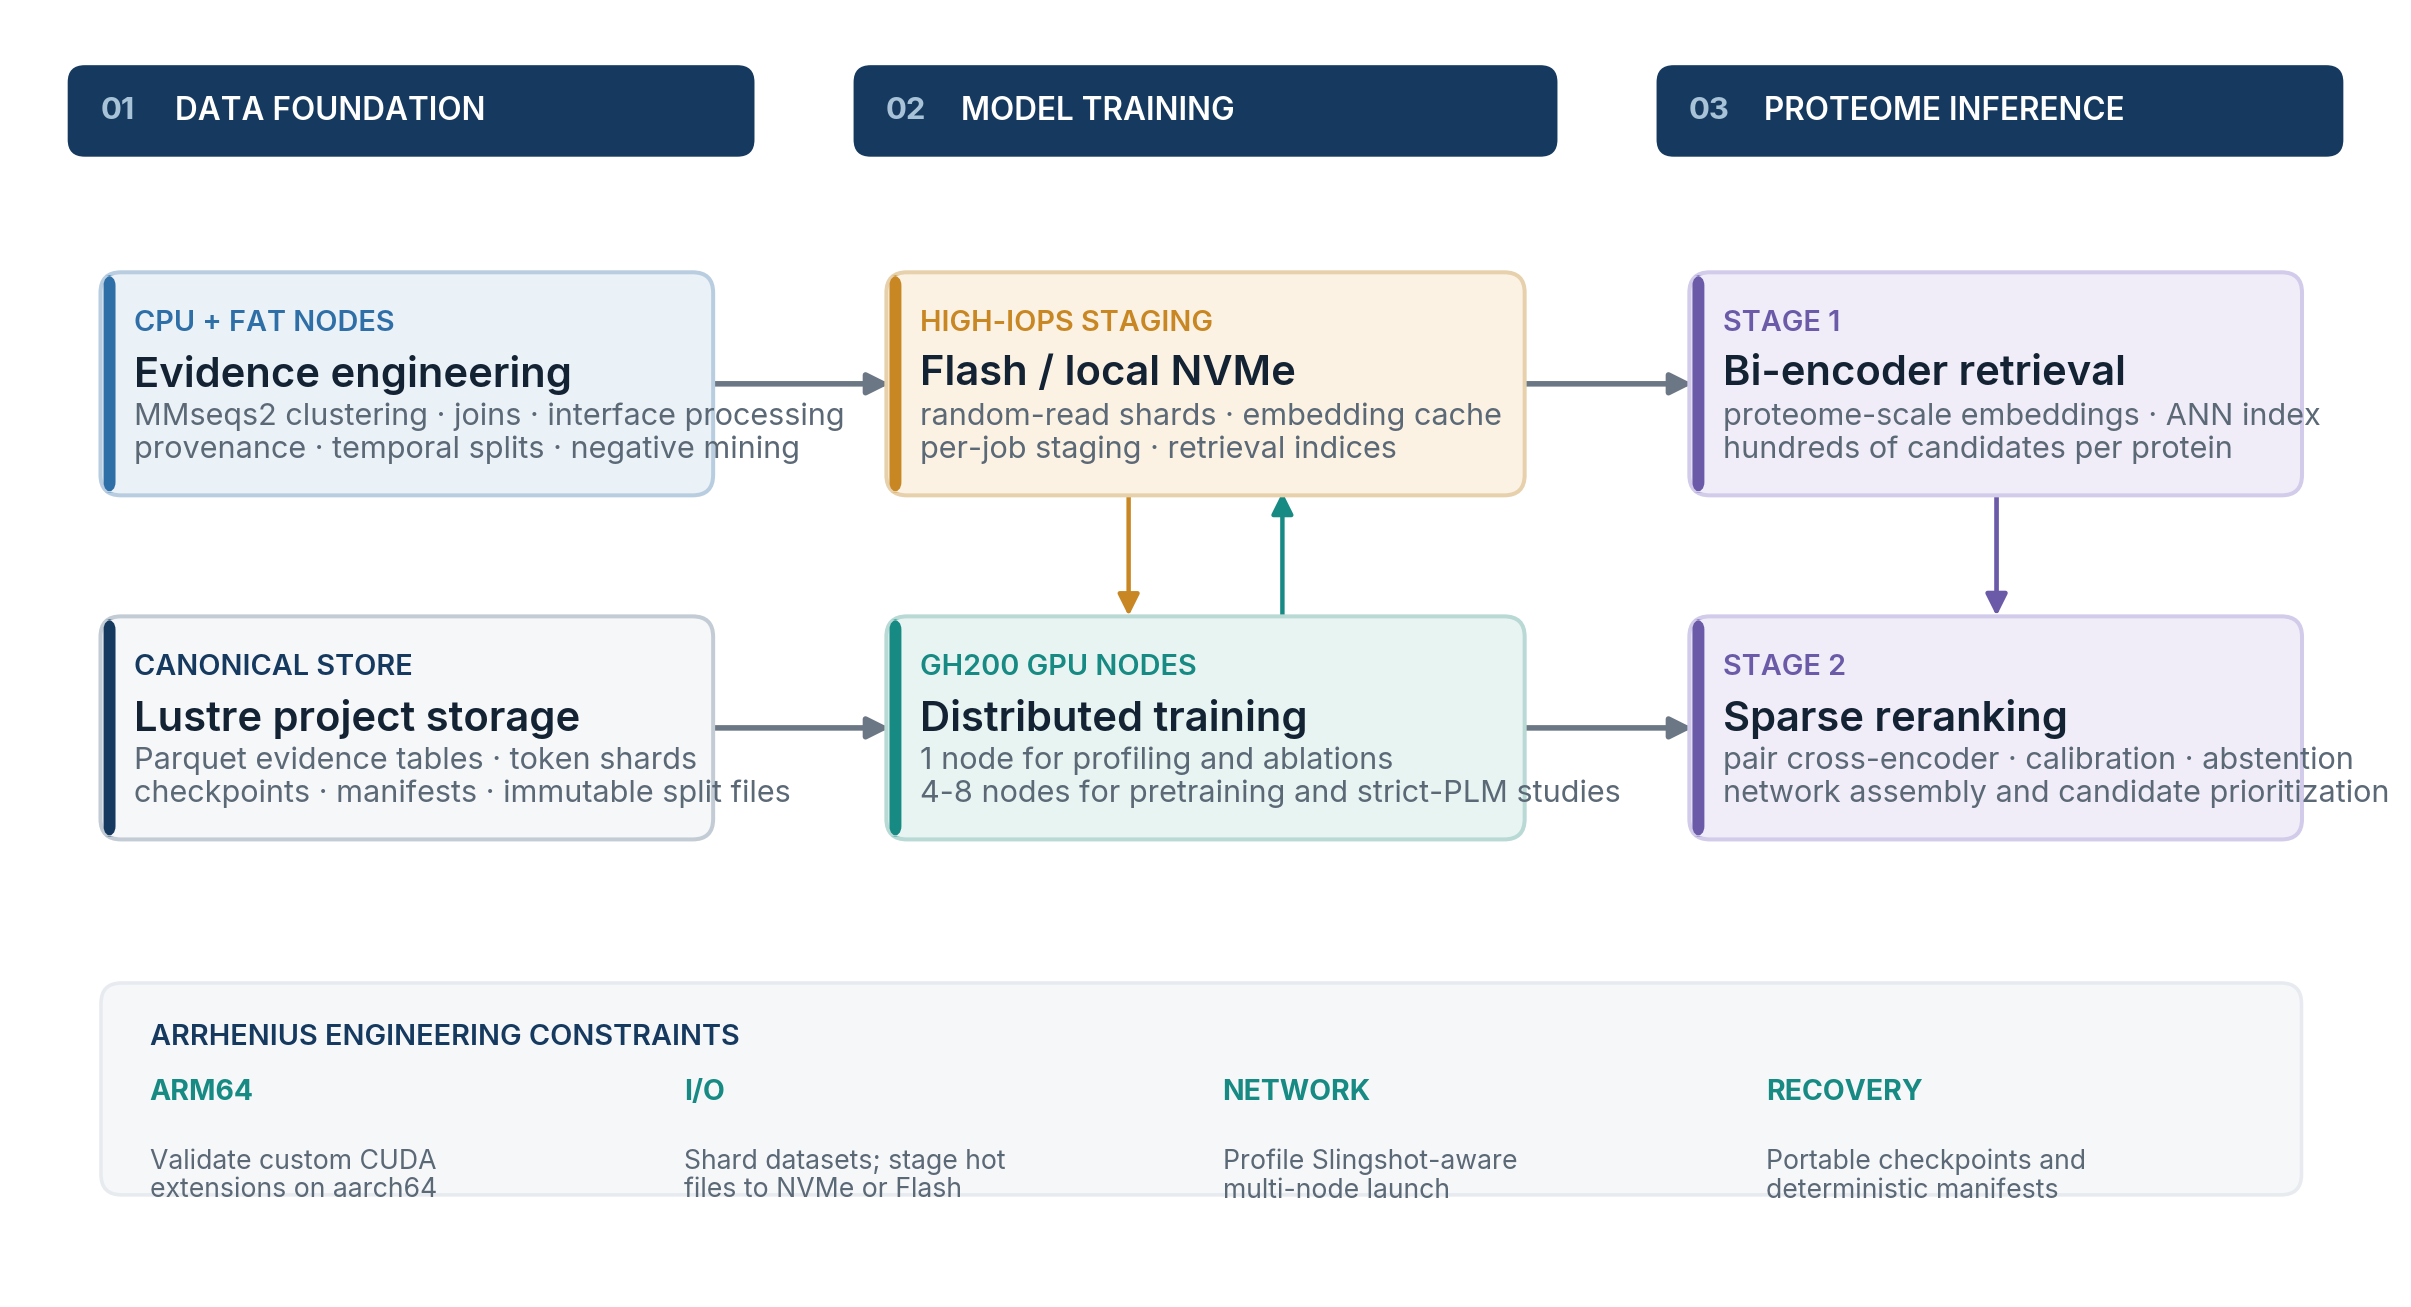 01 DATA FOUNDATION
02 MODEL TRAINING
03 PROTEOME INFERENCE
CPU + FAT NODES
Evidence engineering
MMseqs2 clustering · joins · interface processing
provenance · temporal splits · negative mining
HIGH-IOPS STAGING
Flash / local NVMe
random-read shards · embedding cache
per-job staging · retrieval indices
STAGE 1
Bi-encoder retrieval
proteome-scale embeddings · ANN index
hundreds of candidates per protein
CANONICAL STORE
Lustre project storage
Parquet evidence tables · token shards
checkpoints · manifests · immutable split files
GH200 GPU NODES
Distributed training
1 node for profiling and ablations
4-8 nodes for pretraining and strict-PLM studies
STAGE 2
Sparse reranking
pair cross-encoder · calibration · abstention
network assembly and candidate prioritization
ARRHENIUS ENGINEERING CONSTRAINTS
ARM64
Validate custom CUDA
extensions on aarch64
I/O
Shard datasets; stage hot
files to NVMe or Flash
NETWORK
Profile Slingshot-aware
multi-node launch
RECOVERY
Portable checkpoints and
deterministic manifests